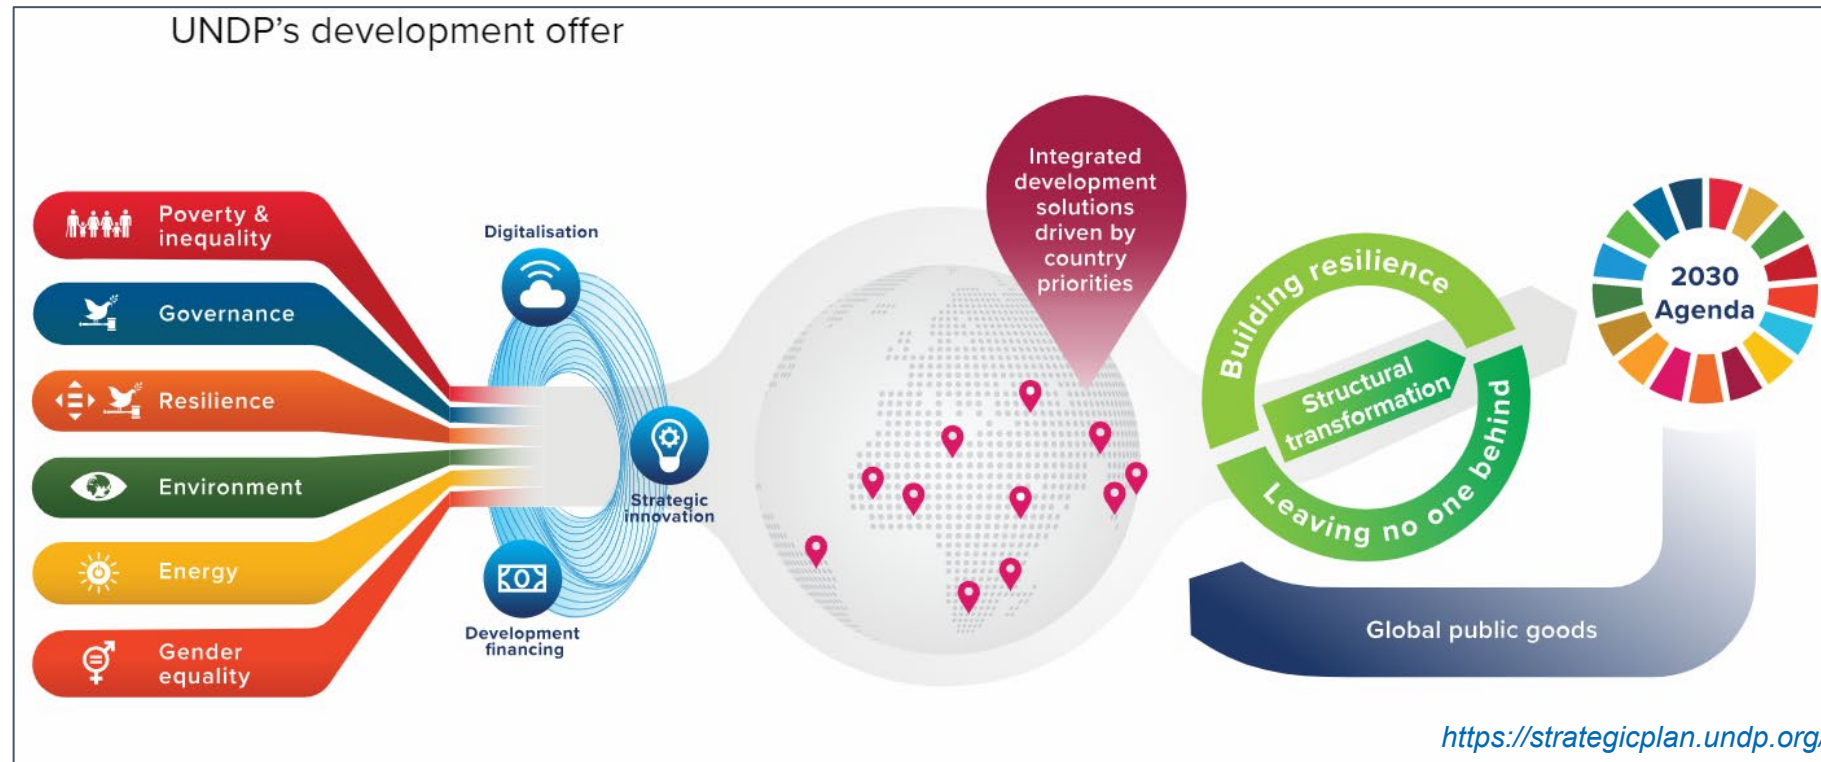 UNDP's development offer
Poverty &
inequality
Governance
Resilience
Environment
Energy
Gender
equality
Digitalisation
Strategic
innovation
Development
financing
Integrated
development
solutions
driven by
country
priorities
Building resilience
Structural
transformation
Leaving no one behind
2030
Agenda
Global public goods
https://strategicplan.undp.org/